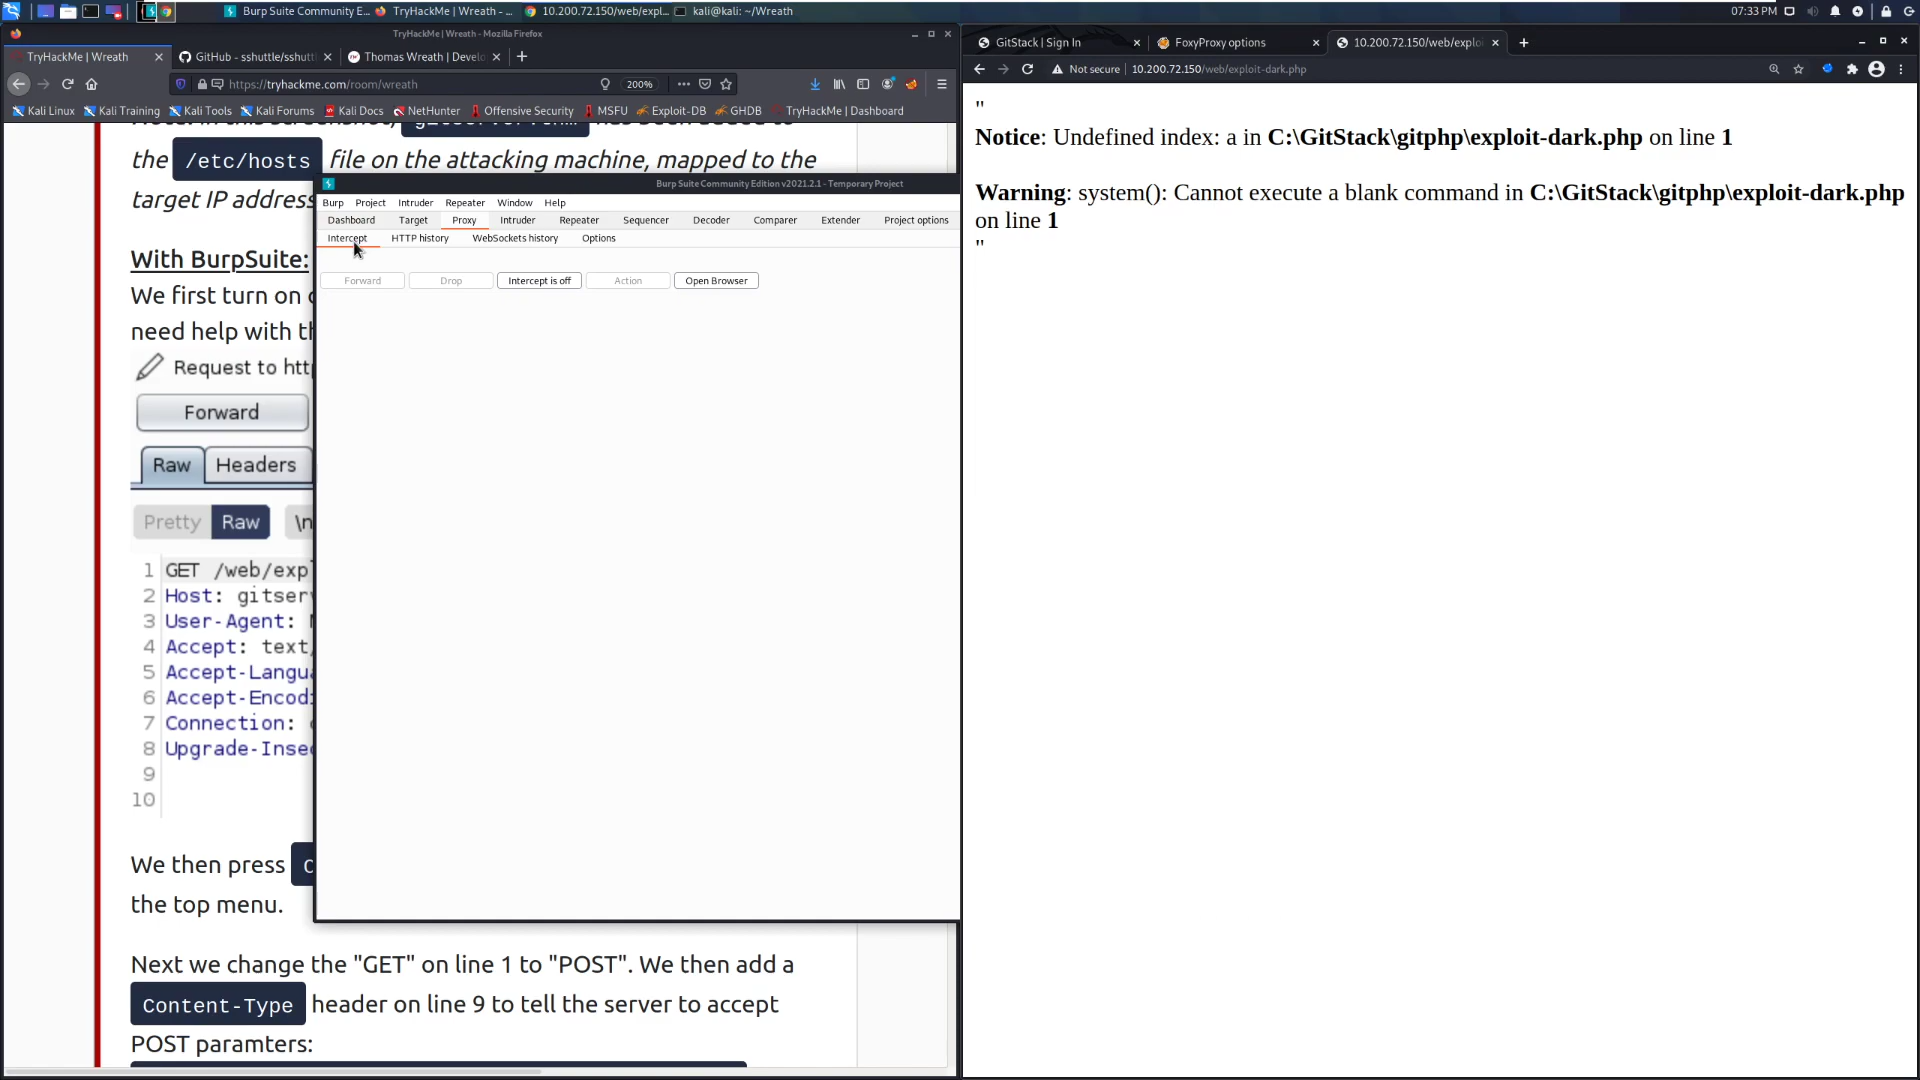 Burp Suite Community E...
TryHackMe | Wreath - ...
10.200.72.150/web/expl...
kali@kali: ~/Wreath
07:33 PM
TryHackMe | Wreath - Mozilla Firefox
TryHackMe | Wreath
GitHub - sshuttle/sshutt
Thomas Wreath | Develo
https://tryhackme.com/room/wreath
200%
Kali Linux
Kali Training
Kali Tools
Kali Forums
Kali Docs
NetHunter
Offensive Security
MSFU
Exploit-DB
GHDB
TryHackMe | Dashboard
the /etc/hosts file on the attacking machine, mapped to the
target IP address
With BurpSuite:
We first turn on
need help with th
Request to htt
Forward
Raw Headers
Pretty Raw \n
1 GET /web/exp
2 Host: gitser
3 User-Agent:
4 Accept: text
5 Accept-Langu
6 Accept-Encod
7 Connection:
8 Upgrade-Inse
9
10
We then press
the top menu.
Next we change the "GET" on line 1 to "POST". We then add a
Content-Type header on line 9 to tell the server to accept
POST paramters:
Burp Suite Community Edition v2021.2.1 - Temporary Project
Burp Project Intruder Repeater Window Help
Dashboard Target Proxy Intruder Repeater Sequencer Decoder Comparer Extender Project options
Intercept HTTP history WebSockets history Options
Forward Drop Intercept is off Action Open Browser
GitStack | Sign In
FoxyProxy options
10.200.72.150/web/explo
Not secure | 10.200.72.150/web/exploit-dark.php
"
Notice: Undefined index: a in C:\GitStack\gitphp\exploit-dark.php on line 1
Warning: system(): Cannot execute a blank command in C:\GitStack\gitphp\exploit-dark.php
on line 1
"